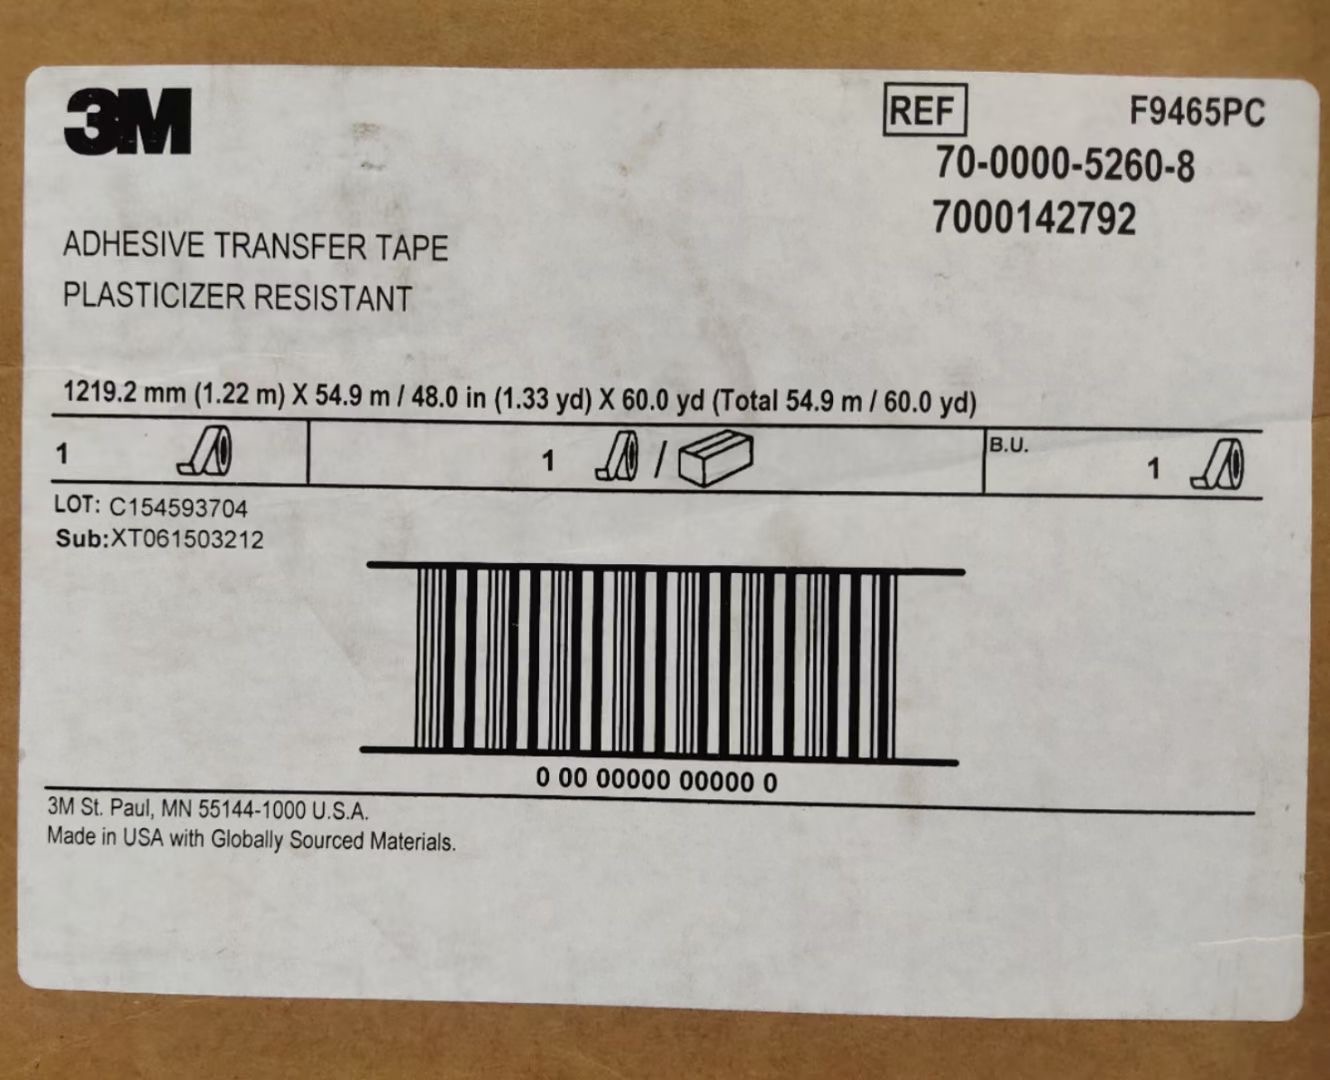 3M
REF F9465PC
70-0000-5260-8
7000142792
ADHESIVE TRANSFER TAPE
PLASTICIZER RESISTANT
1219.2 mm (1.22 m) X 54.9 m / 48.0 in (1.33 yd) X 60.0 yd (Total 54.9 m / 60.0 yd)
1 1 / B.U. 1
LOT: C154593704
Sub:XT061503212
0 00 00000 00000 0
3M St. Paul, MN 55144-1000 U.S.A.
Made in USA with Globally Sourced Materials.